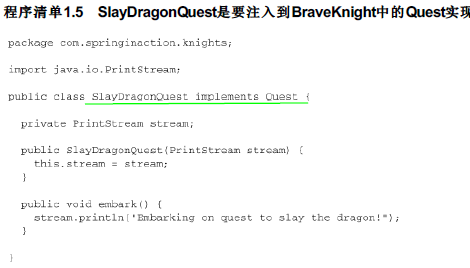 程序清单1.5 SlayDragonQuest是要注入到BraveKnight中的Quest实现
package com.springinaction.knights;
import java.io.PrintStream;
public class SlayDragonQuest implements Quest {
private PrintStream stream;
public SlayDragonQuest(PrintStream stream) {
this.stream = stream;
}
public void embark() {
stream.println("Embarking on quest to slay the dragon!");
}
}